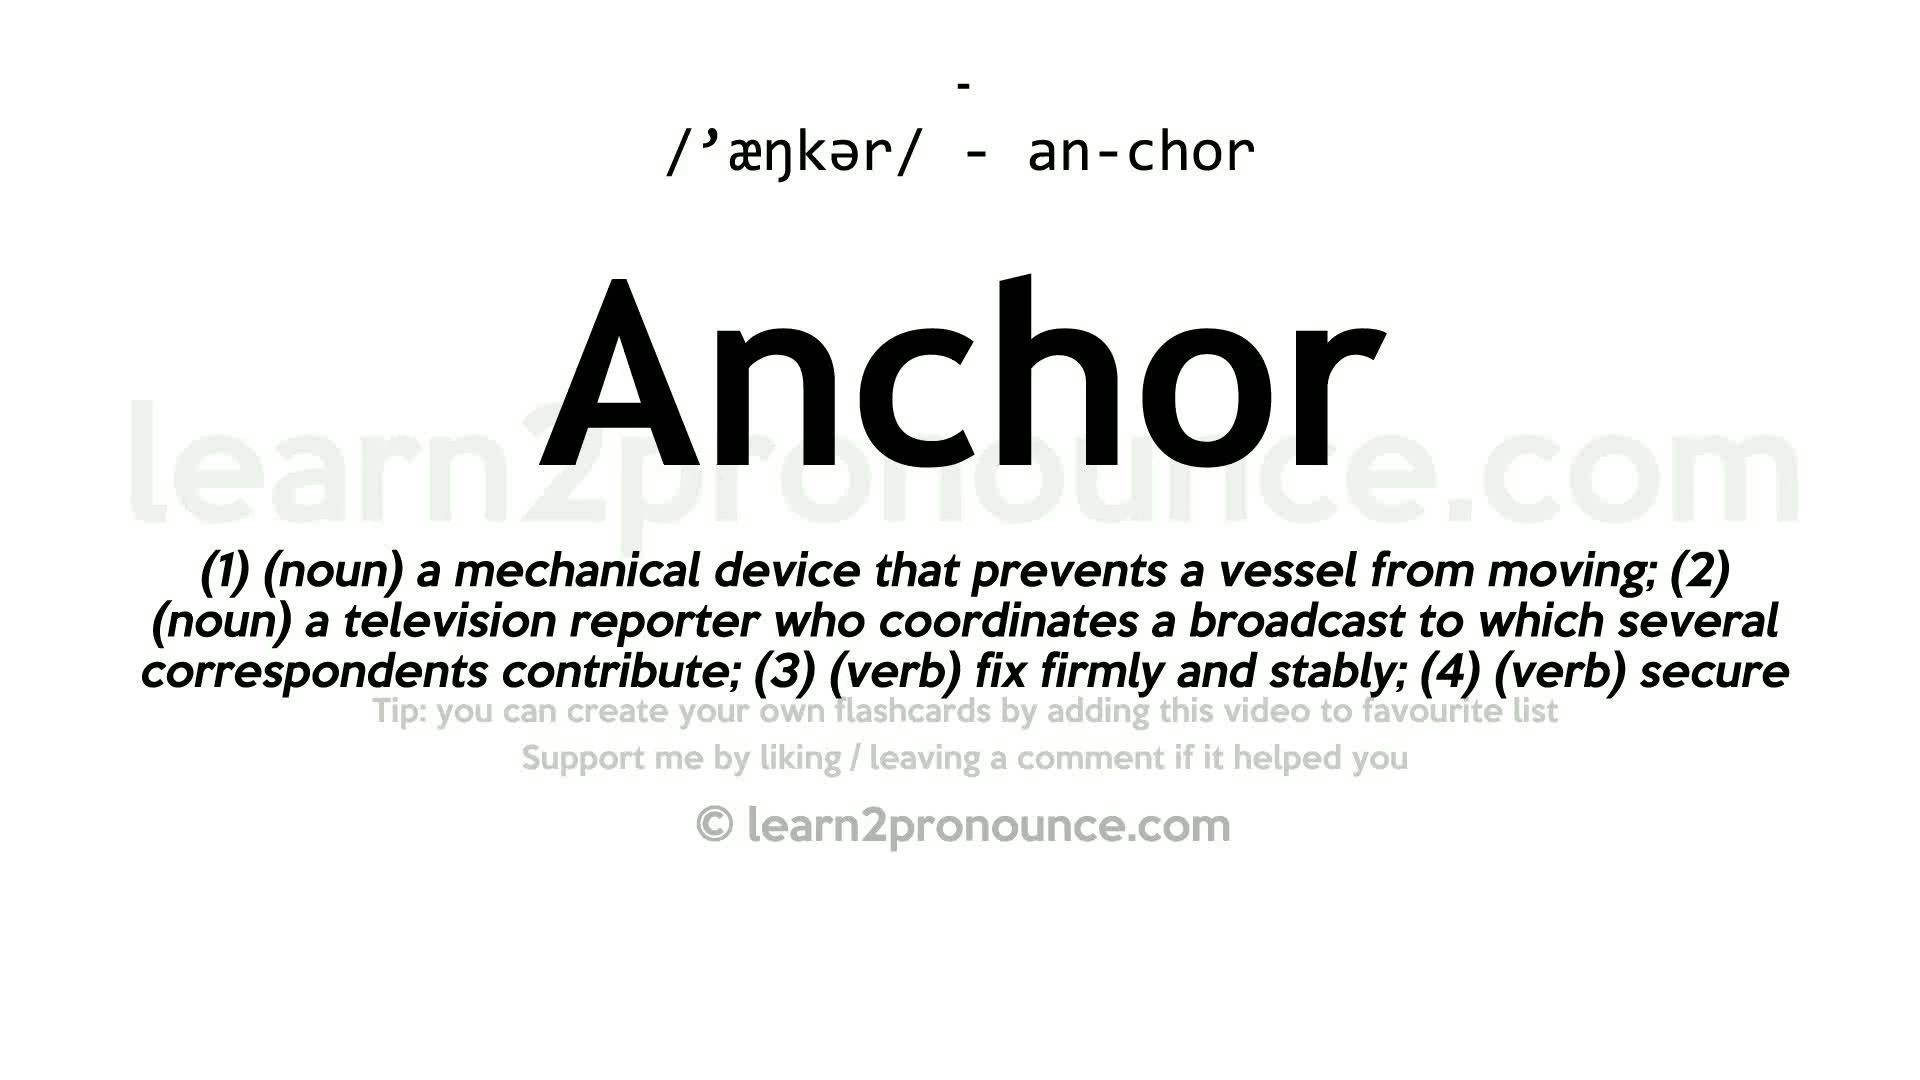 -
/’æŋkər/ - an-chor
Anchor
learn2pronounce.com
(1) (noun) a mechanical device that prevents a vessel from moving; (2)
(noun) a television reporter who coordinates a broadcast to which several
correspondents contribute; (3) (verb) fix firmly and stably; (4) (verb) secure
Tip: you can create your own flashcards by adding this video to favourite list
Support me by liking / leaving a comment if it helped you
© learn2pronounce.com